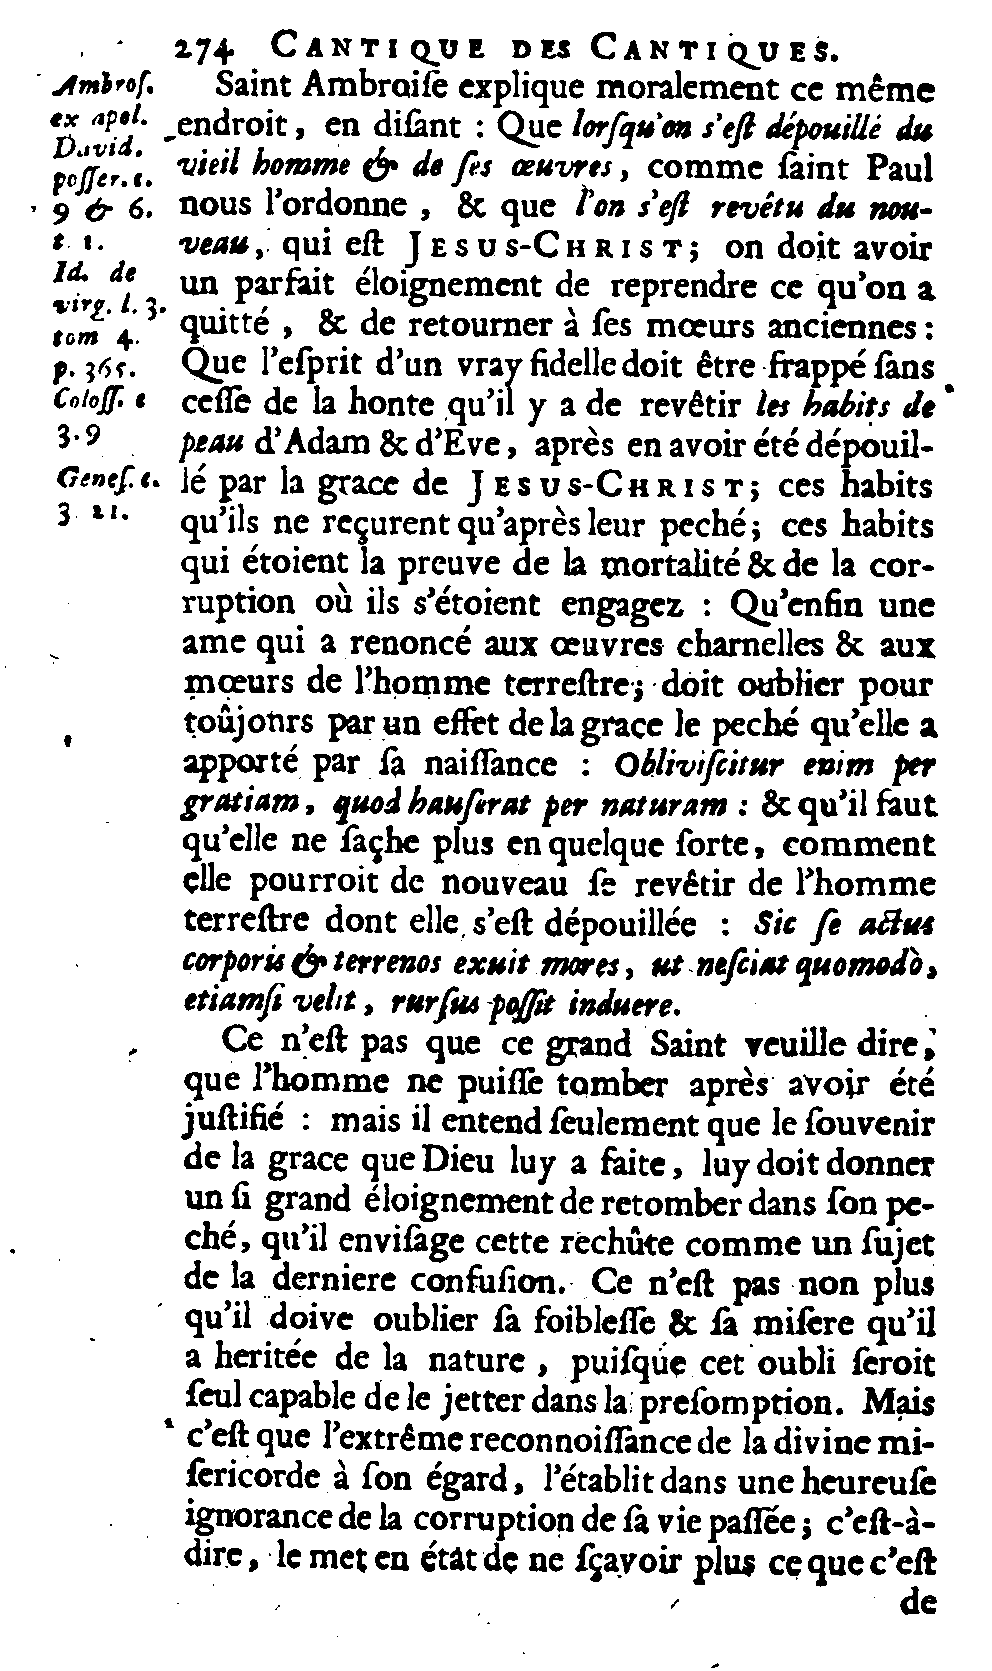 274 CANTIQUE DES CANTIQUES.
Ambroſ.
ex apol.
David.
poſter. c.
9 & 6.
t. 1.
Id. de
virg. l. 3.
tom 4.
p. 365.
Coloſſ. c
3.9
Geneſ. c.
3 21.
Saint Ambroiſe explique moralement ce même
endroit, en diſant : Que lorſqu'on s'eſt dépouillé du
vieil homme & de ſes œuvres, comme ſaint Paul
nous l'ordonne, & que l'on s'eſt revêtu du nou-
veau, qui eſt JESUS-CHRIST; on doit avoir
un parfait éloignement de reprendre ce qu'on a
quitté, & de retourner à ſes mœurs anciennes :
Que l'eſprit d'un vray fidelle doit être frappé ſans
ceſſe de la honte qu'il y a de revêtir les habits de
peau d'Adam & d'Eve, après en avoir été dépouil-
lé par la grace de JESUS-CHRIST; ces habits
qu'ils ne reçurent qu'après leur peché; ces habits
qui étoient la preuve de la mortalité & de la cor-
ruption où ils s'étoient engagez : Qu'enfin une
ame qui a renoncé aux œuvres charnelles & aux
mœurs de l'homme terreſtre; doit oublier pour
toûjours par un effet de la grace le peché qu'elle a
apporté par ſa naiſſance : Obliviſcitur enim per
gratiam, quod hauſerat per naturam : & qu'il faut
qu'elle ne ſaçhe plus en quelque ſorte, comment
elle pourroit de nouveau ſe revêtir de l'homme
terreſtre dont elle s'eſt dépouillée : Sic ſe actus
corporis & terrenos exuit mores, ut neſciat quomodò,
etiamſi velit, rurſus poſſit induere.
Ce n'eſt pas que ce grand Saint veuille dire,
que l'homme ne puiſſe tomber après avoir été
juſtifié : mais il entend ſeulement que le ſouvenir
de la grace que Dieu luy a faite, luy doit donner
un ſi grand éloignement de retomber dans ſon pe-
ché, qu'il enviſage cette rechûte comme un ſujet
de la derniere confuſion. Ce n'eſt pas non plus
qu'il doive oublier ſa foibleſſe & ſa miſere qu'il
a heritée de la nature, puiſque cet oubli ſeroit
ſeul capable de le jetter dans la preſomption. Mais
c'eſt que l'extrême reconnoiſſance de la divine mi-
ſericorde à ſon égard, l'établit dans une heureuſe
ignorance de la corruption de ſa vie paſſée; c'eſt-à-
dire, le met en état de ne ſçavoir plus ce que c'eſt
de